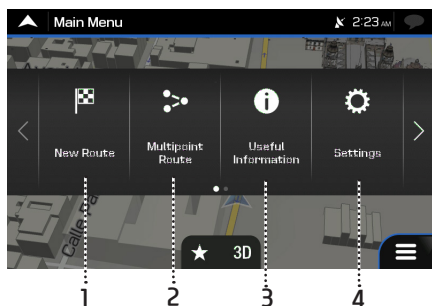 Main Menu
2:23 AM
New Route
Multipoint
Route
Useful
Information
Settings
Calle
3D
1 2 3 4